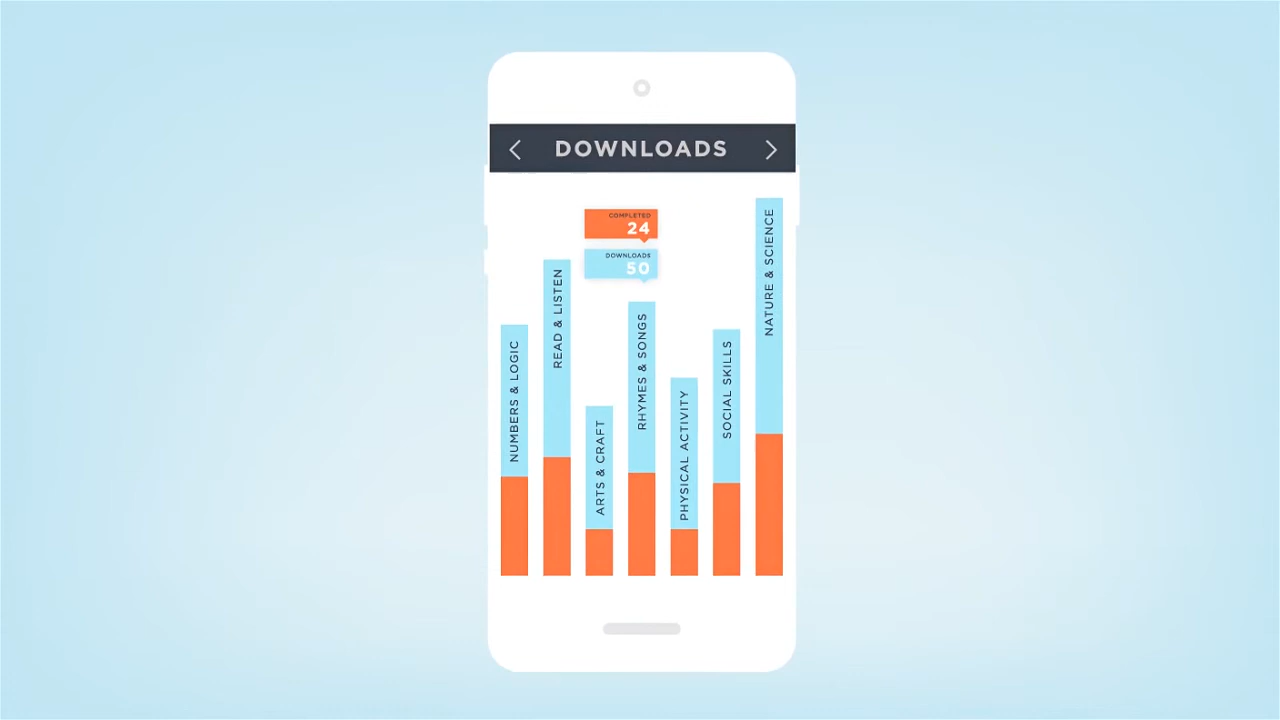 DOWNLOADS
COMPLETED
24
DOWNLOADS
50
NUMBERS & LOGIC
READ & LISTEN
ARTS & CRAFT
RHYMES & SONGS
PHYSICAL ACTIVITY
SOCIAL SKILLS
NATURE & SCIENCE